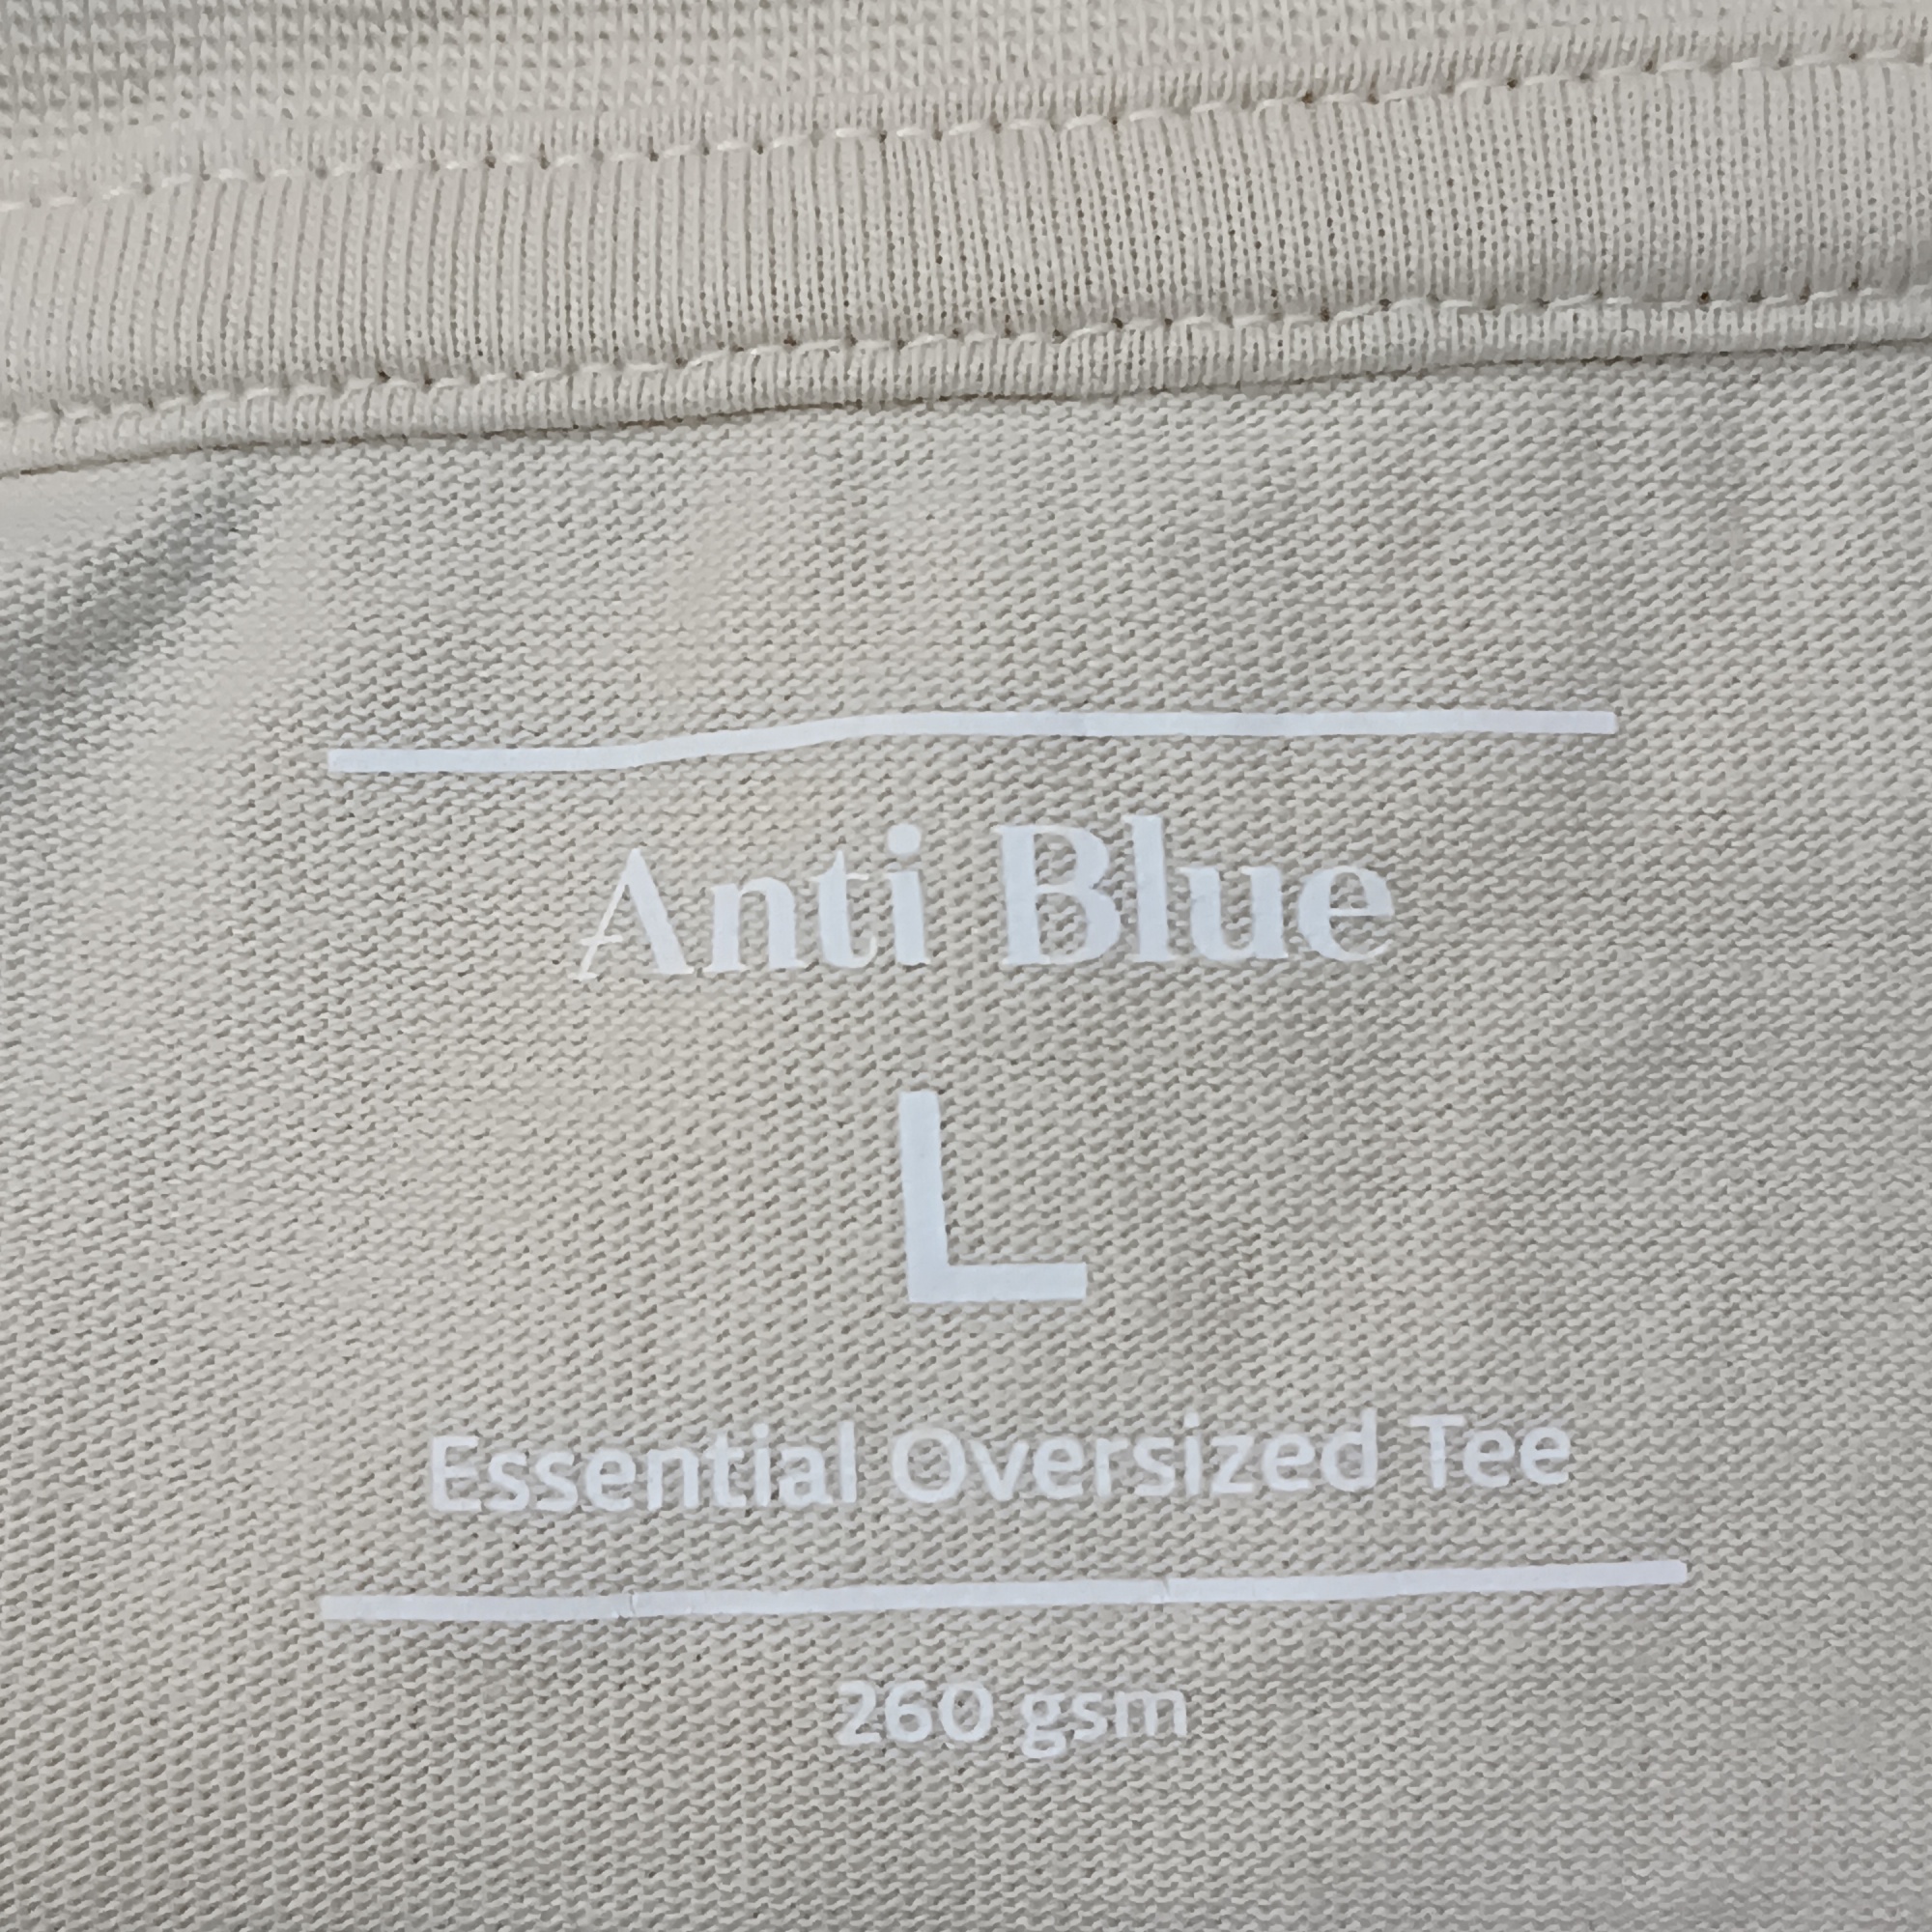 Anti Blue
L
Essential Oversized Tee
260 gsm